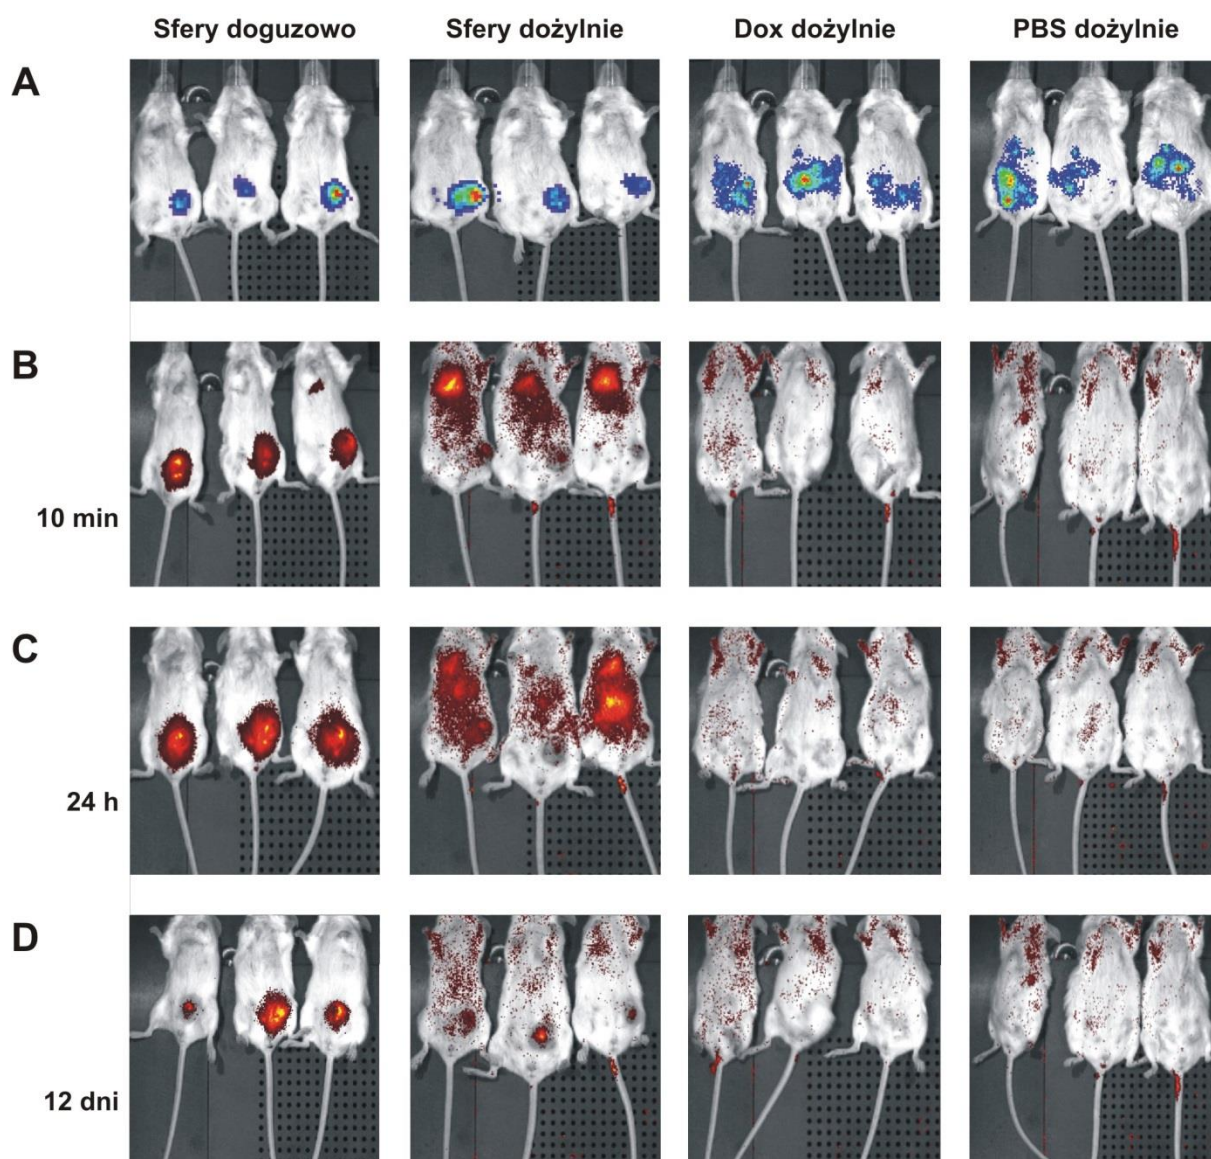 Sfery doguzowo Sfery dożylnie Dox dożylnie PBS dożylnie
A
B
10 min
C
24 h
D
12 dni